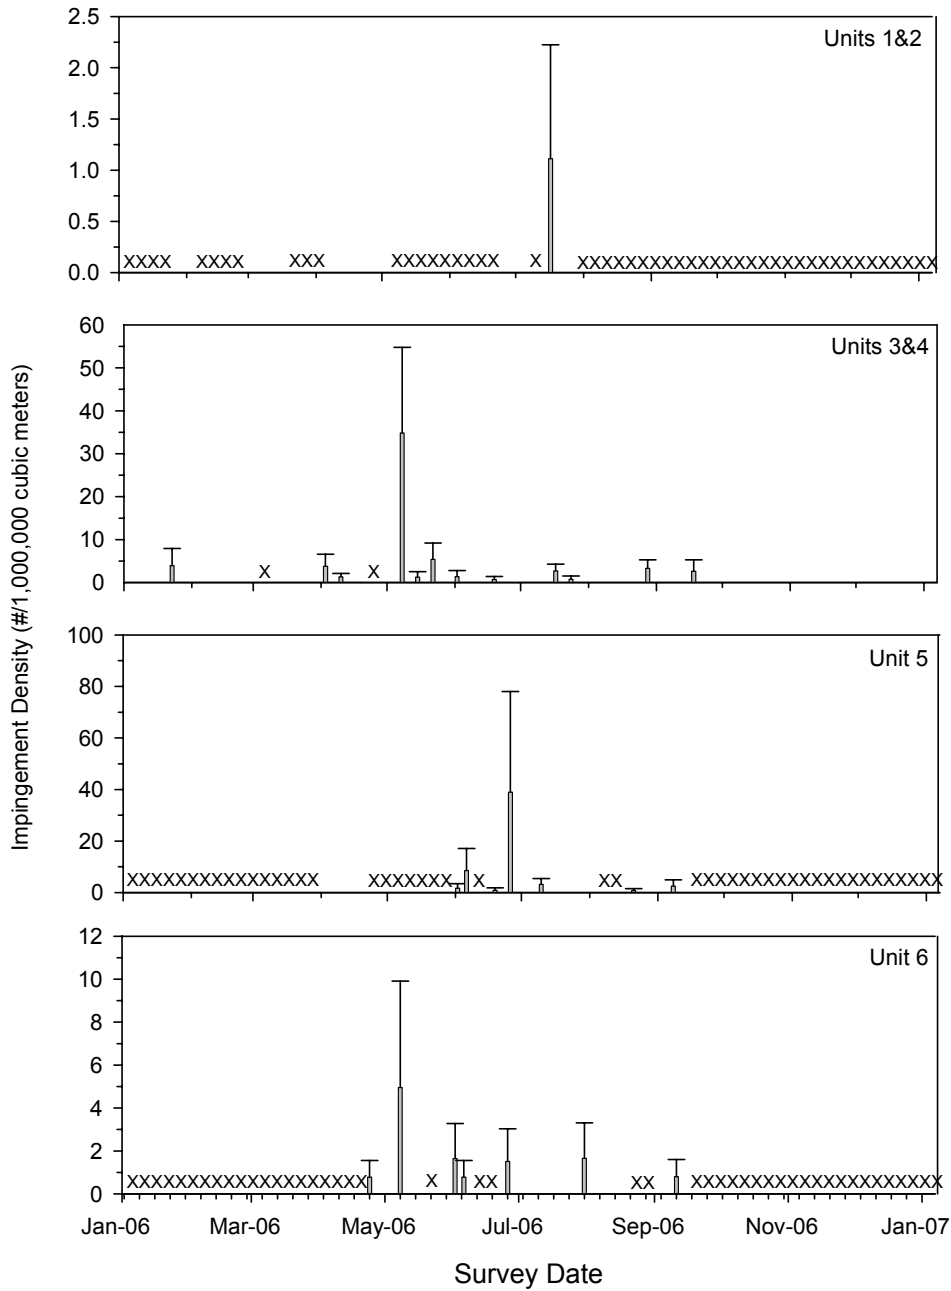 2.5
Units 1&2
2.0
1.5
1.0
0.5
XXXX XXXX XXX XXXXXXXXX X XXXXXXXXXXXXXXXXXXXXXXXXXXXXXX
0.0
60
Units 3&4
50
40
30
20
10
X X
0
Impingement Density (#/1,000,000 cubic meters)
100
Unit 5
80
60
40
20
XXXXXXXXXXXXXXXX XXXXXXX X XX XXXXXXXXXXXXXXXXXXXXX
0
12
Unit 6
10
8
6
4
2
XXXXXXXXXXXXXXXXXXXX X XX XX XXXXXXXXXXXXXXXXXXXXX
0
Jan-06 Mar-06 May-06 Jul-06 Sep-06 Nov-06 Jan-07
Survey Date